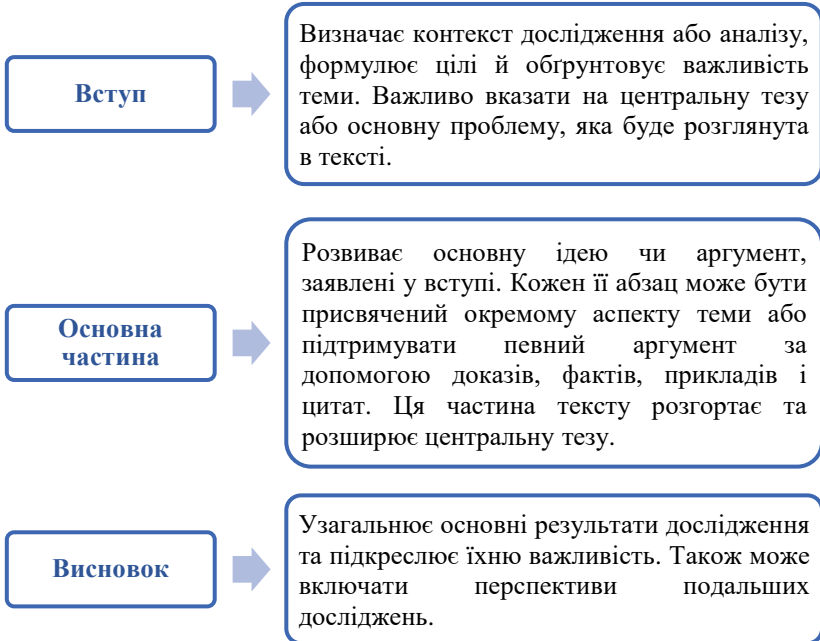 Вступ
Визначає контекст дослідження або аналізу,
формулює цілі й обґрунтовує важливість
теми. Важливо вказати на центральну тезу
або основну проблему, яка буде розглянута
в тексті.
Основна
частина
Розвиває основну ідею чи аргумент,
заявлені у вступі. Кожен її абзац може бути
присвячений окремому аспекту теми або
підтримувати певний аргумент за
допомогою доказів, фактів, прикладів і
цитат. Ця частина тексту розгортає та
розширює центральну тезу.
Висновок
Узагальнює основні результати дослідження
та підкреслює їхню важливість. Також може
включати перспективи подальших
досліджень.